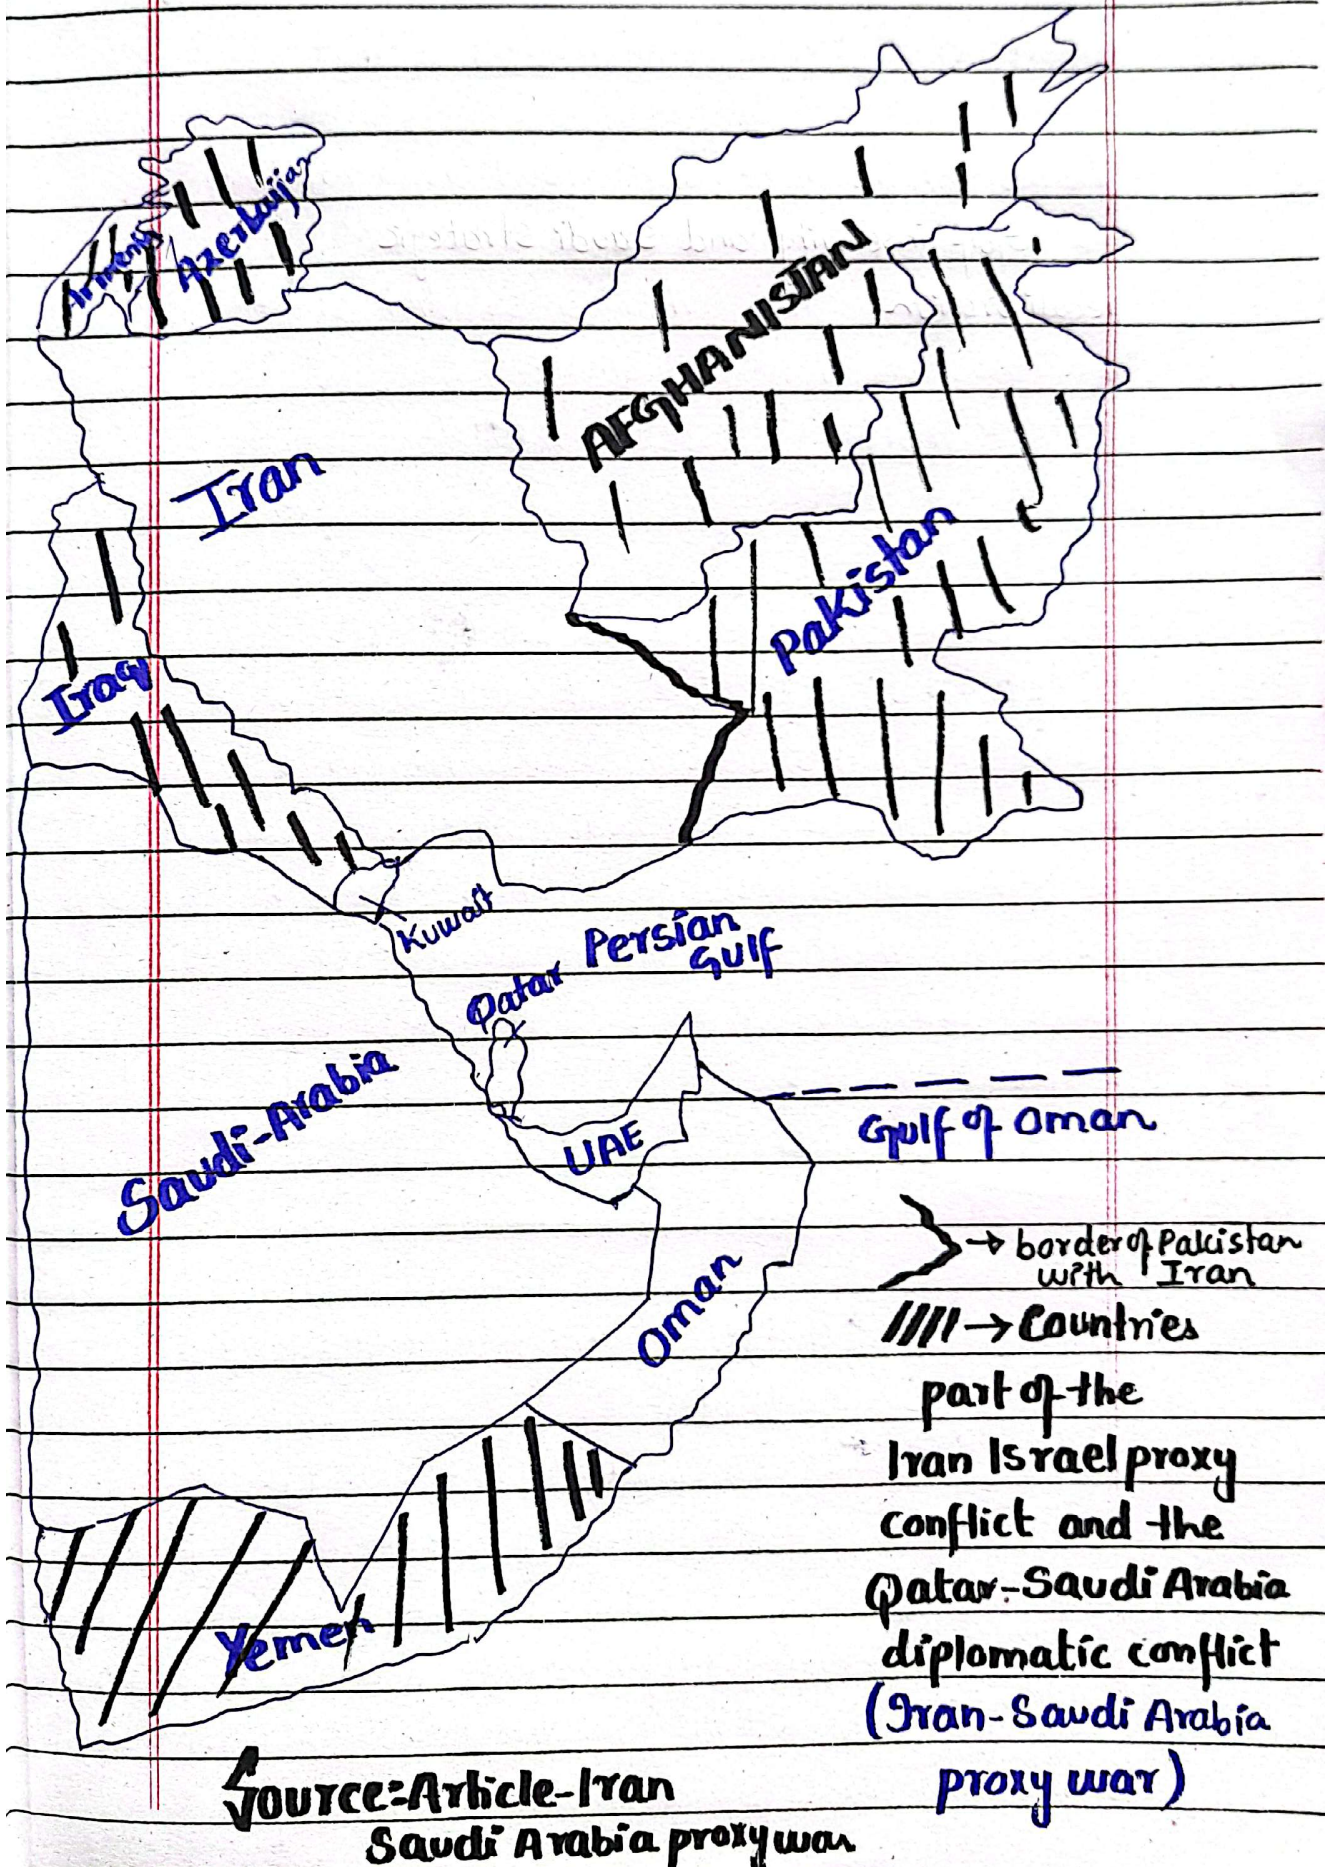 Armenia
Azerbaijan
AFGHANISTAN
Iran
Pakistan
Iraq
Kuwait
Persian
Gulf
Qatar
Saudi-Arabia
UAE
Gulf of Oman
→ border of Pakistan
with Iran
Oman
//// → Countries
part of the
Iran Israel proxy
conflict and the
Qatar-Saudi Arabia
diplomatic conflict
(Iran-Saudi Arabia
proxy war)
Yemen
Source:-Article-Iran
Saudi Arabia proxy war